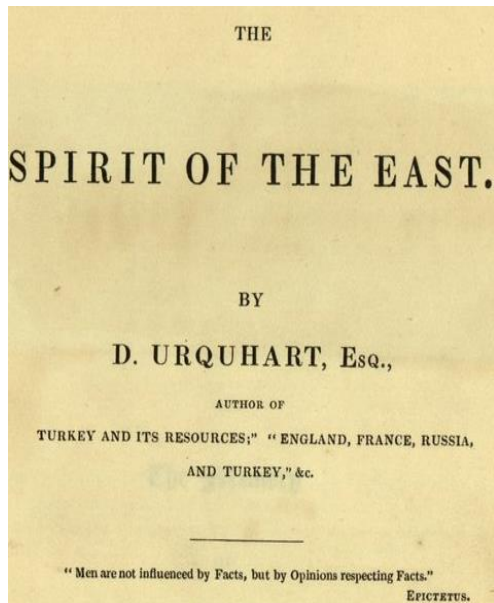 THE
SPIRIT OF THE EAST.
BY
D. URQUHART, ESQ.,
AUTHOR OF
TURKEY AND ITS RESOURCES;" "ENGLAND, FRANCE, RUSSIA,
AND TURKEY," &c.
"Men are not influenced by Facts, but by Opinions respecting Facts."
EPICTETUS.